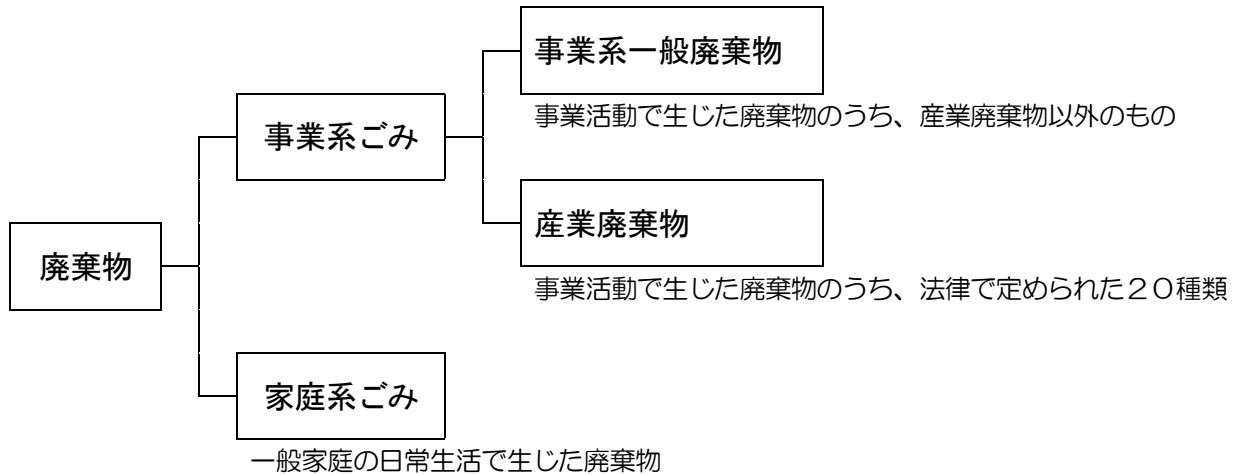 事業系一般廃棄物
事業活動で生じた廃棄物のうち、産業廃棄物以外のもの
事業系ごみ
産業廃棄物
事業活動で生じた廃棄物のうち、法律で定められた２０種類
廃棄物
家庭系ごみ
一般家庭の日常生活で生じた廃棄物